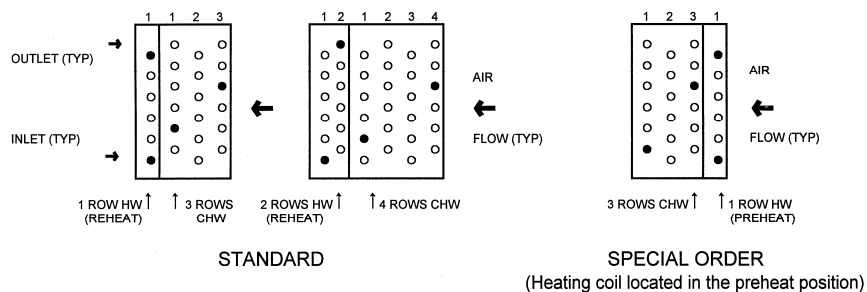 1 1 2 3
OUTLET (TYP)
INLET (TYP)
1 ROW HW
(REHEAT)
3 ROWS
CHW
1 2 1 2 3 4
AIR
FLOW (TYP)
2 ROWS HW
(REHEAT)
4 ROWS CHW
STANDARD
1 2 3 1
AIR
FLOW (TYP)
3 ROWS CHW
1 ROW HW
(PREHEAT)
SPECIAL ORDER
(Heating coil located in the preheat position)